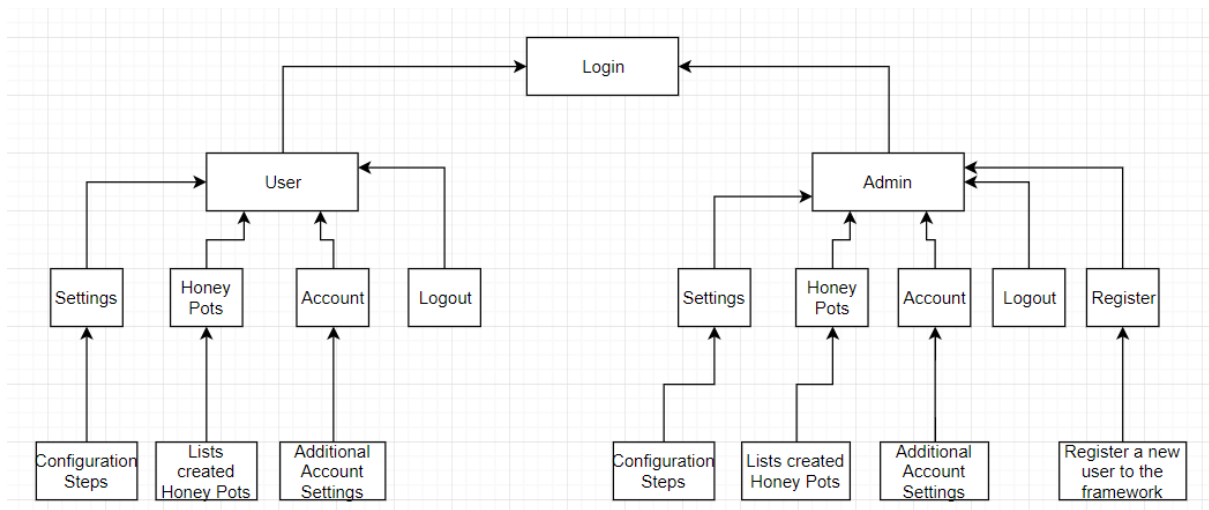 Login
User
Admin
Settings
Honey
Pots
Account
Logout
Settings
Honey
Pots
Account
Logout
Register
Configuration
Steps
Lists
created
Honey Pots
Additional
Account
Settings
Configuration
Steps
Lists created
Honey Pots
Additional
Account
Settings
Register a new
user to the
framework